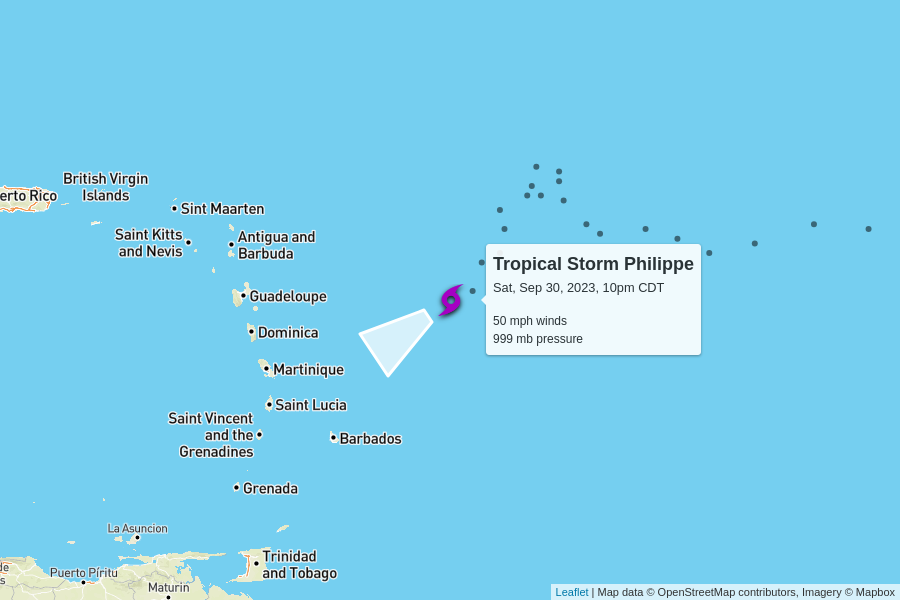 British Virgin
Islands
erto Rico
Sint Maarten
Saint Kitts
and Nevis
Antigua and
Barbuda
Guadeloupe
Dominica
Martinique
Saint Lucia
Saint Vincent
and the
Grenadines
Barbados
Grenada
Tropical Storm Philippe
Sat, Sep 30, 2023, 10pm CDT
50 mph winds
999 mb pressure
La Asuncion
Trinidad
and Tobago
de
s
Puerto Píritu
Maturin
Leaflet | Map data © OpenStreetMap contributors, Imagery © Mapbox